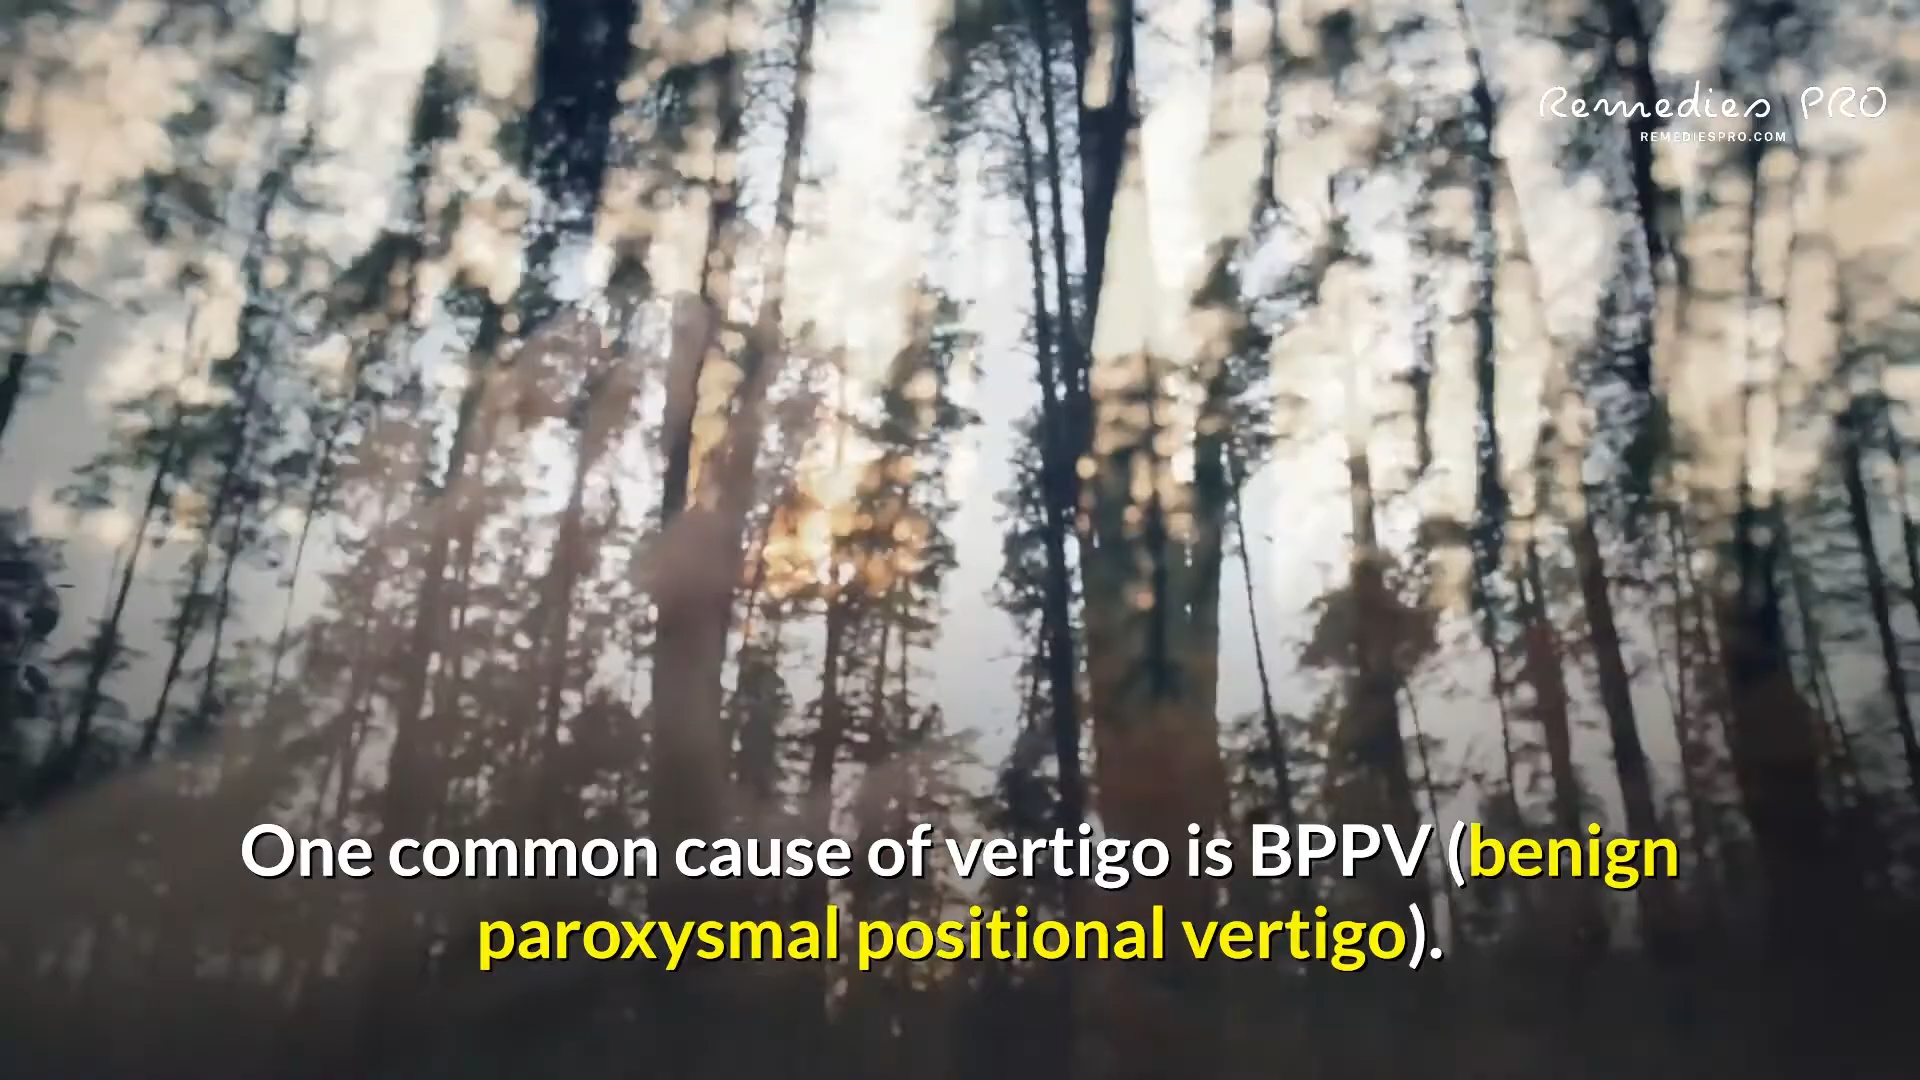 Remedies PRO
REMEDIESPRO.COM
One common cause of vertigo is BPPV (benign
paroxysmal positional vertigo).